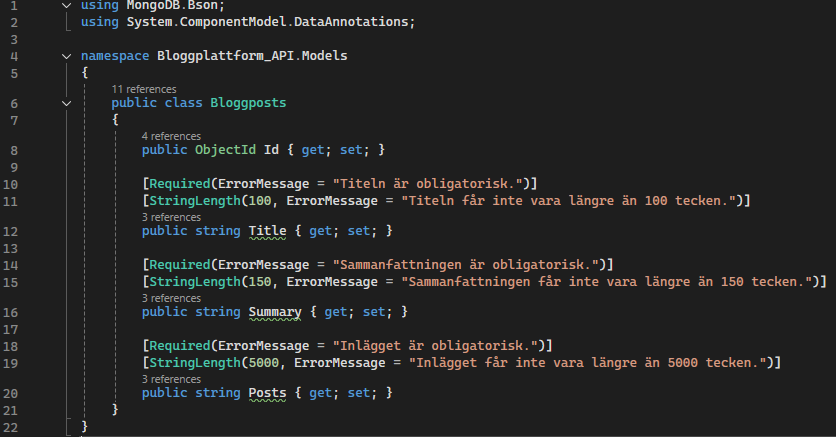 1 using MongoDB.Bson;
2 using System.ComponentModel.DataAnnotations;
3
4 namespace Bloggplattform_API.Models
5 {
11 references
6 public class Bloggposts
7 {
4 references
8 public ObjectId Id { get; set; }
9
10 [Required(ErrorMessage = "Titeln är obligatorisk.")]
11 [StringLength(100, ErrorMessage = "Titeln får inte vara längre än 100 tecken.")]
3 references
12 public string Title { get; set; }
13
14 [Required(ErrorMessage = "Sammanfattningen är obligatorisk.")]
15 [StringLength(150, ErrorMessage = "Sammanfattningen får inte vara längre än 150 tecken.")]
3 references
16 public string Summary { get; set; }
17
18 [Required(ErrorMessage = "Inlägget är obligatorisk.")]
19 [StringLength(5000, ErrorMessage = "Inlägget får inte vara längre än 5000 tecken.")]
3 references
20 public string Posts { get; set; }
21 }
22 }